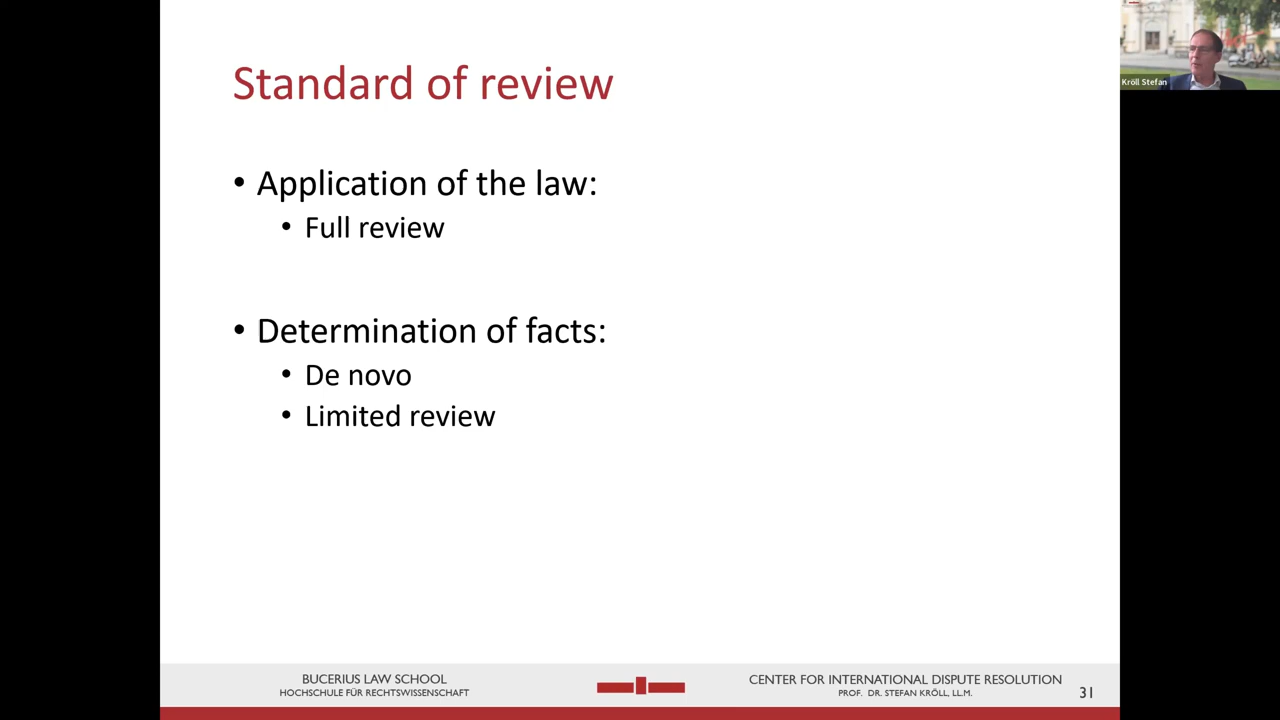 Standard of review
• Application of the law:
• Full review
• Determination of facts:
• De novo
• Limited review
Kröll Stefan
BUCERIUS LAW SCHOOL
HOCHSCHULE FÜR RECHTSWISSENSCHAFT
CENTER FOR INTERNATIONAL DISPUTE RESOLUTION
PROF. DR. STEFAN KRÖLL, LL.M.
31